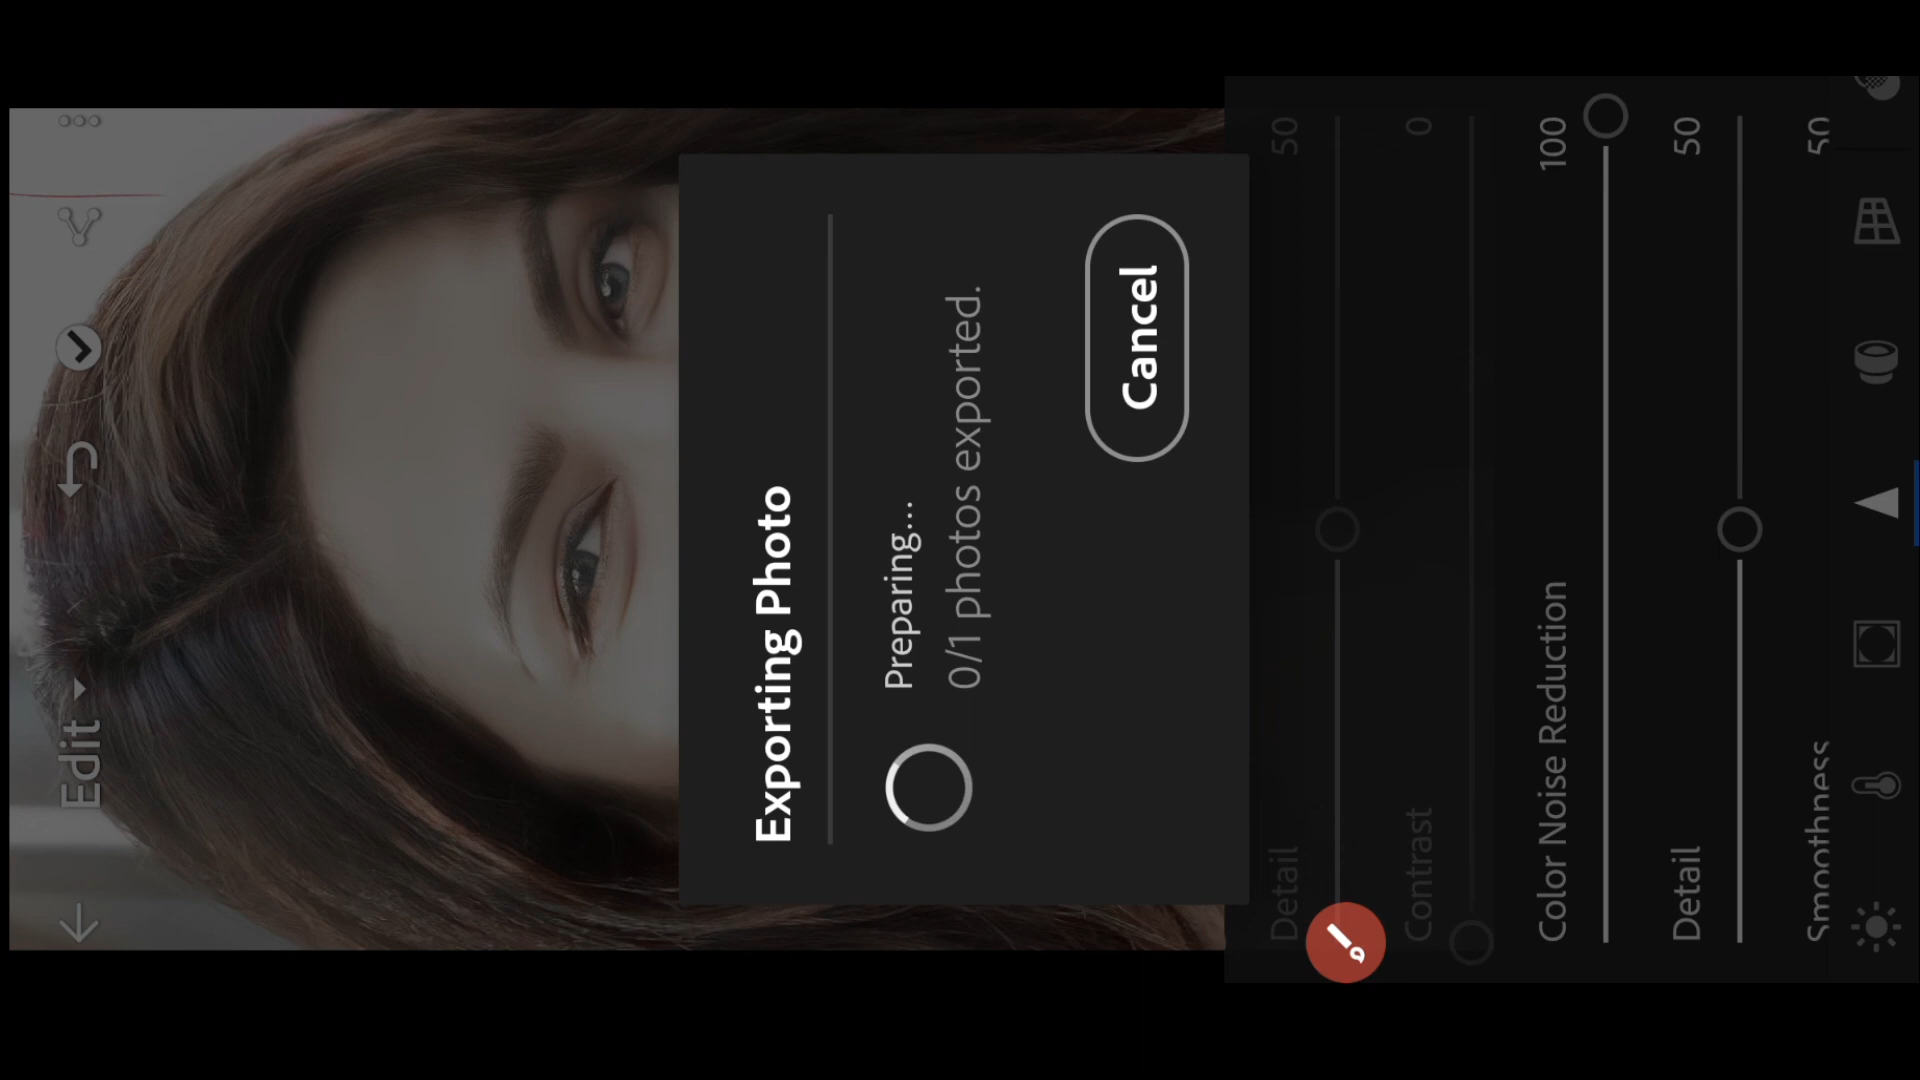 Edit
Exporting Photo
Preparing...
0/1 photos exported.
Cancel
Detail 50
Contrast 0
Color Noise Reduction 100
Detail 50
Smoothness 50